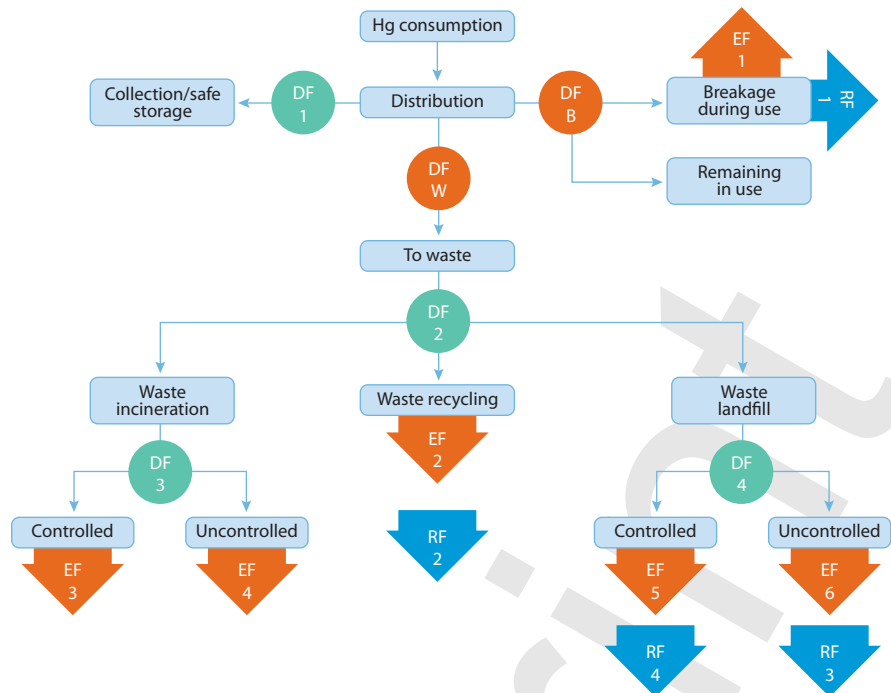 Hg consumption
EF
1
Collection/safe
storage
DF
1
Distribution
DF
B
Breakage
during use
RF
1
DF
W
Remaining
in use
To waste
DF
2
Waste
incineration
Waste recycling
Waste
landfill
EF
2
DF
3
DF
4
Controlled
Uncontrolled
RF
2
Controlled
Uncontrolled
EF
3
EF
4
EF
5
EF
6
RF
4
RF
3